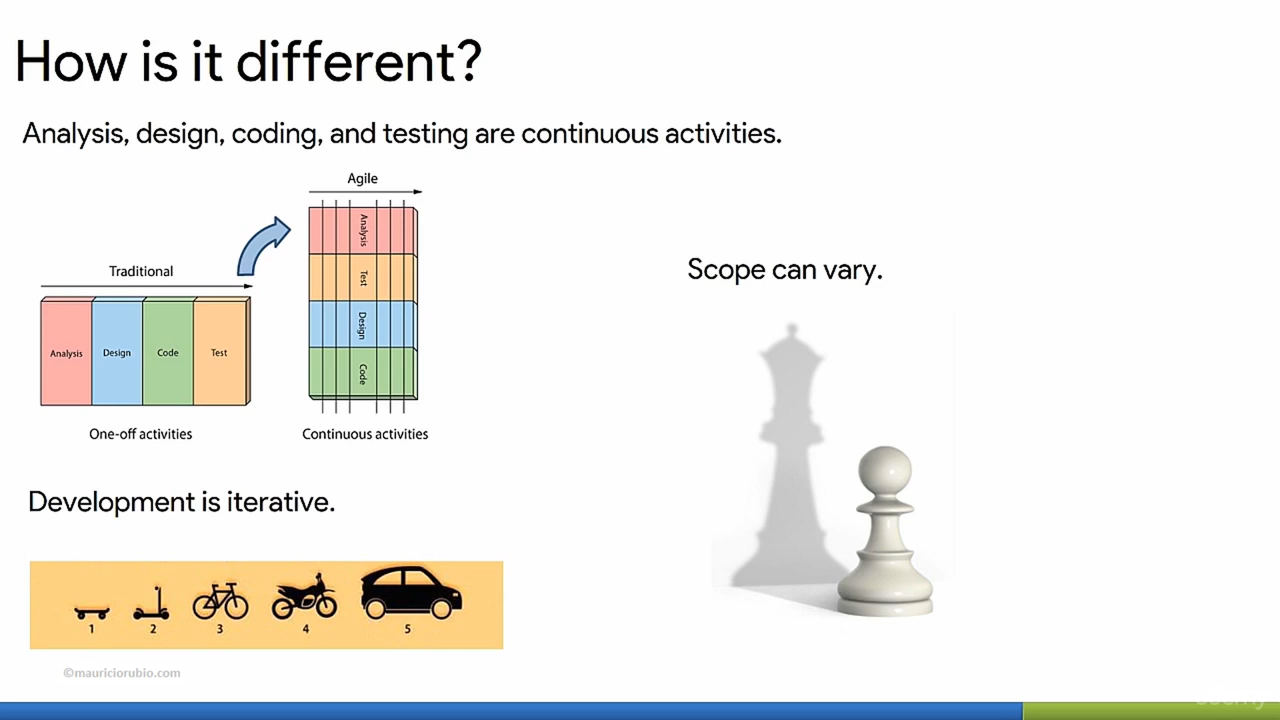 How is it different?
Analysis, design, coding, and testing are continuous activities.
Agile
Analysis
Test
Design
Code
Traditional
Analysis Design Code Test
One-off activities
Continuous activities
Scope can vary.
Development is iterative.
1 2 3 4 5
©mauriciorubio.com